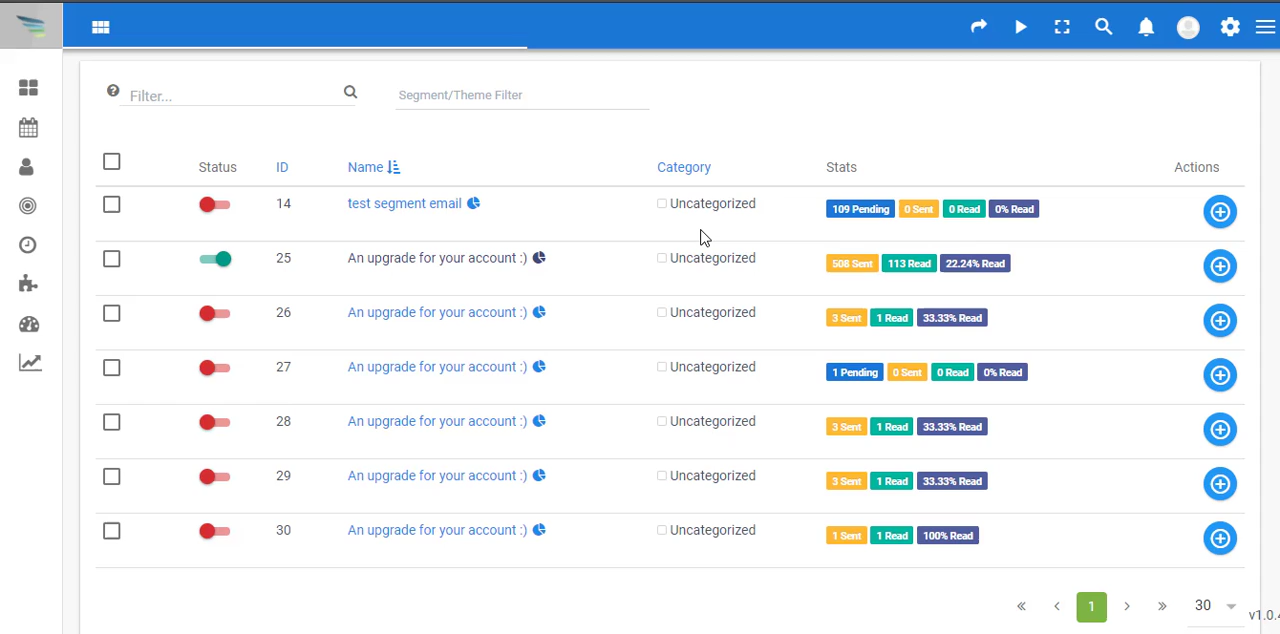 Filter...
Segment/Theme Filter
Status ID Name Category Stats Actions
14 test segment email Uncategorized 109 Pending 0 Sent 0 Read 0% Read
25 An upgrade for your account :) Uncategorized 508 Sent 113 Read 22.24% Read
26 An upgrade for your account :) Uncategorized 3 Sent 1 Read 33.33% Read
27 An upgrade for your account :) Uncategorized 1 Pending 0 Sent 0 Read 0% Read
28 An upgrade for your account :) Uncategorized 3 Sent 1 Read 33.33% Read
29 An upgrade for your account :) Uncategorized 3 Sent 1 Read 33.33% Read
30 An upgrade for your account :) Uncategorized 1 Sent 1 Read 100% Read
« ‹ 1 › » 30
v1.0.